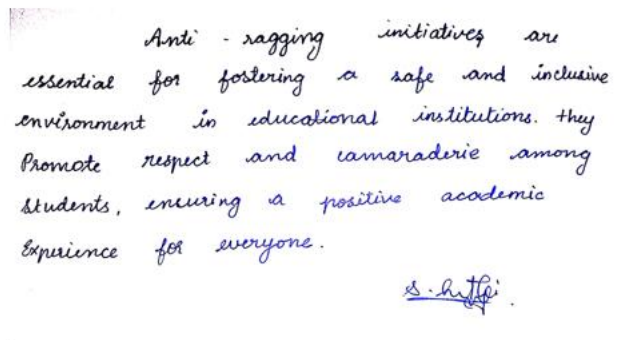 Anti - ragging initiatives are
essential for fostering a safe and inclusive
environment in educational institutions. they
Promote respect and camaraderie among
students, ensuring a positive academic
Experience for everyone.
s.